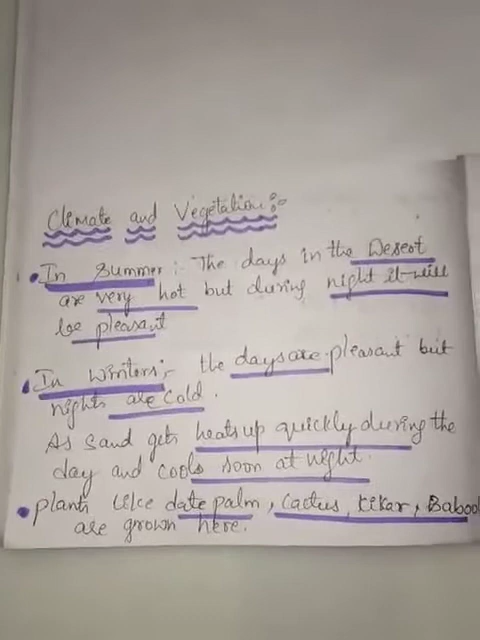 Climate and Vegetation:-
In Summer: The days in the Desert
are very hot but during night it will
be pleasant
In Winters:- the days are pleasant but
nights are cold.
As sand gets heats up quickly during the
day and cools soon at night.
plants like date palm, Cactus, Kikar, Babool
are grown here.